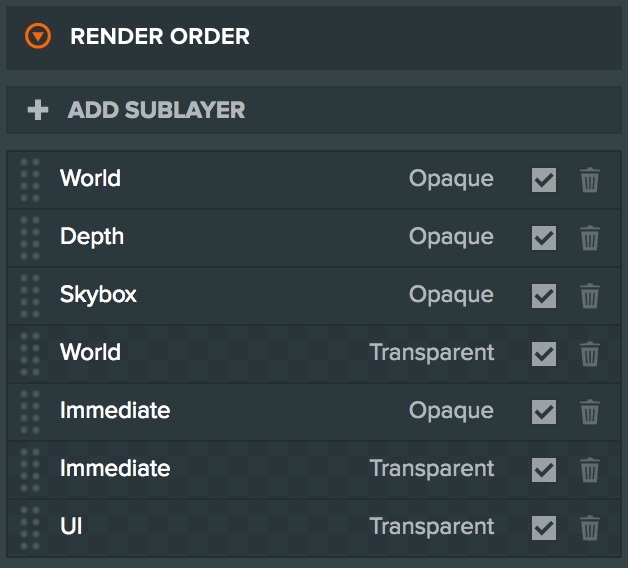 RENDER ORDER
ADD SUBLAYER
World Opaque
Depth Opaque
Skybox Opaque
World Transparent
Immediate Opaque
Immediate Transparent
UI Transparent